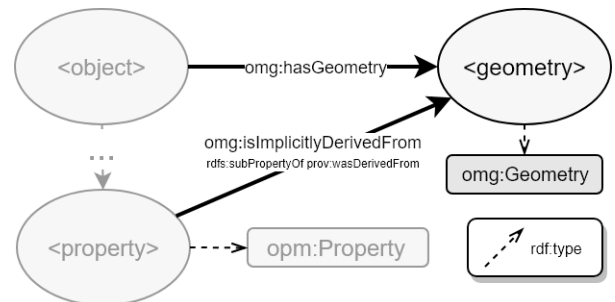 <object>
omg:hasGeometry
<geometry>
...
omg:isImplicitlyDerivedFrom
rdfs:subPropertyOf prov:wasDerivedFrom
omg:Geometry
<property>
opm:Property
rdf:type